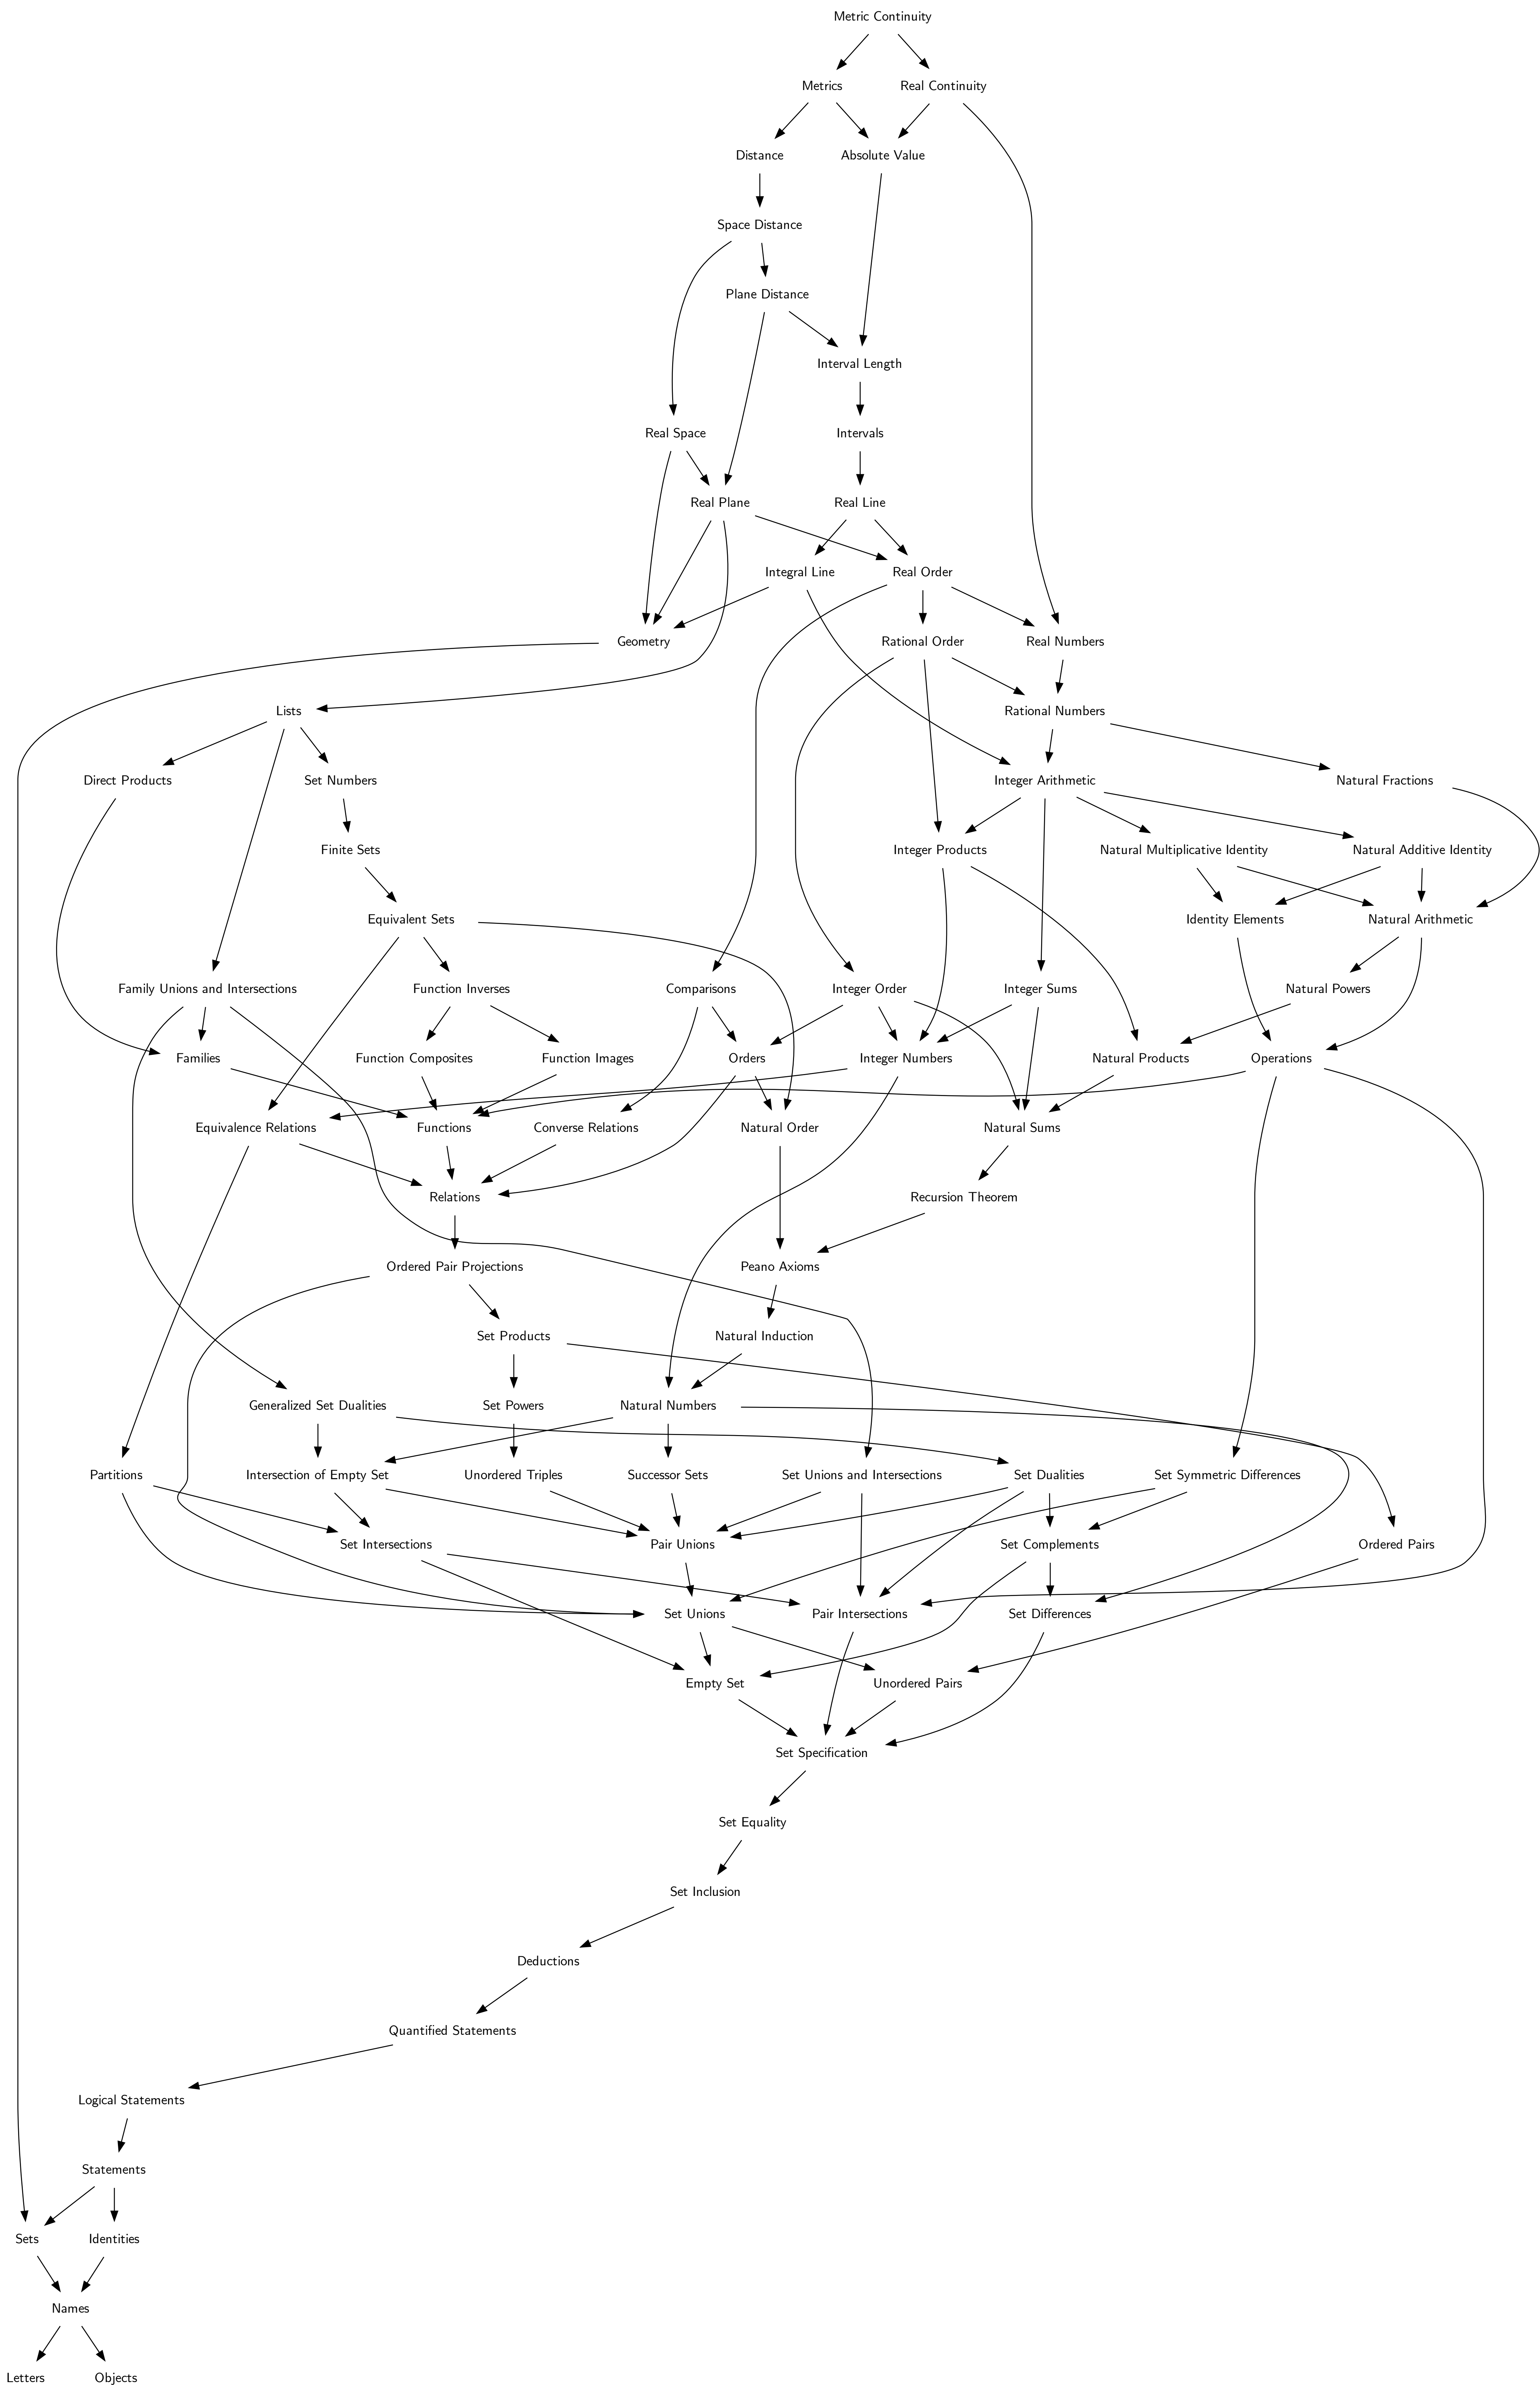 Metric Continuity
Metrics
Real Continuity
Distance
Absolute Value
Space Distance
Plane Distance
Interval Length
Real Space
Intervals
Real Plane
Real Line
Integral Line
Real Order
Geometry
Rational Order
Real Numbers
Lists
Rational Numbers
Direct Products
Set Numbers
Integer Arithmetic
Natural Fractions
Finite Sets
Integer Products
Natural Multiplicative Identity
Natural Additive Identity
Equivalent Sets
Identity Elements
Natural Arithmetic
Family Unions and Intersections
Function Inverses
Comparisons
Integer Order
Integer Sums
Natural Powers
Families
Function Composites
Function Images
Orders
Integer Numbers
Natural Products
Operations
Equivalence Relations
Functions
Converse Relations
Natural Order
Natural Sums
Relations
Recursion Theorem
Ordered Pair Projections
Peano Axioms
Set Products
Natural Induction
Generalized Set Dualities
Set Powers
Natural Numbers
Partitions
Intersection of Empty Set
Unordered Triples
Successor Sets
Set Unions and Intersections
Set Dualities
Set Symmetric Differences
Set Intersections
Pair Unions
Set Complements
Ordered Pairs
Set Unions
Pair Intersections
Set Differences
Empty Set
Unordered Pairs
Set Specification
Set Equality
Set Inclusion
Deductions
Quantified Statements
Logical Statements
Statements
Sets
Identities
Names
Letters
Objects